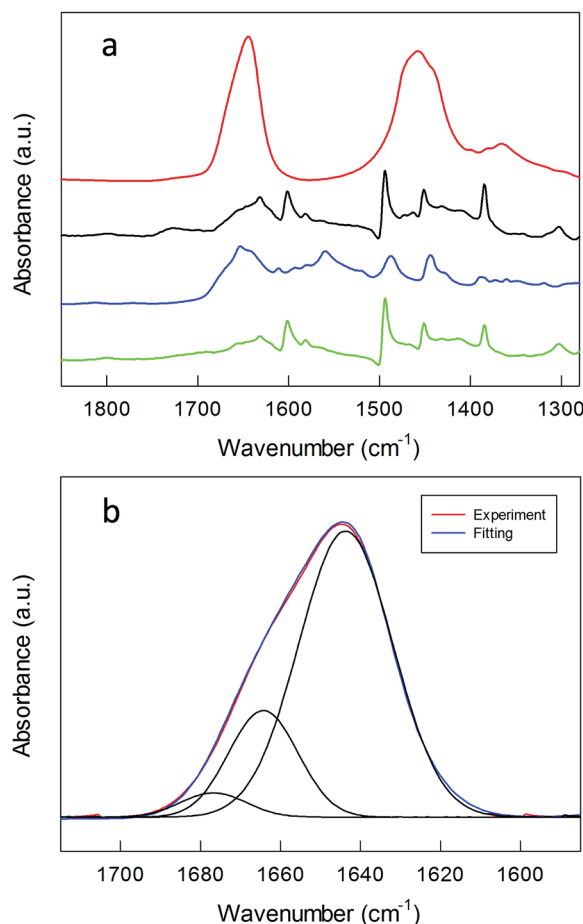 a
Absorbance (a.u.)
1800 1700 1600 1500 1400 1300
Wavenumber (cm⁻¹)
b
Experiment
Fitting
Absorbance (a.u.)
1700 1680 1660 1640 1620 1600
Wavenumber (cm⁻¹)